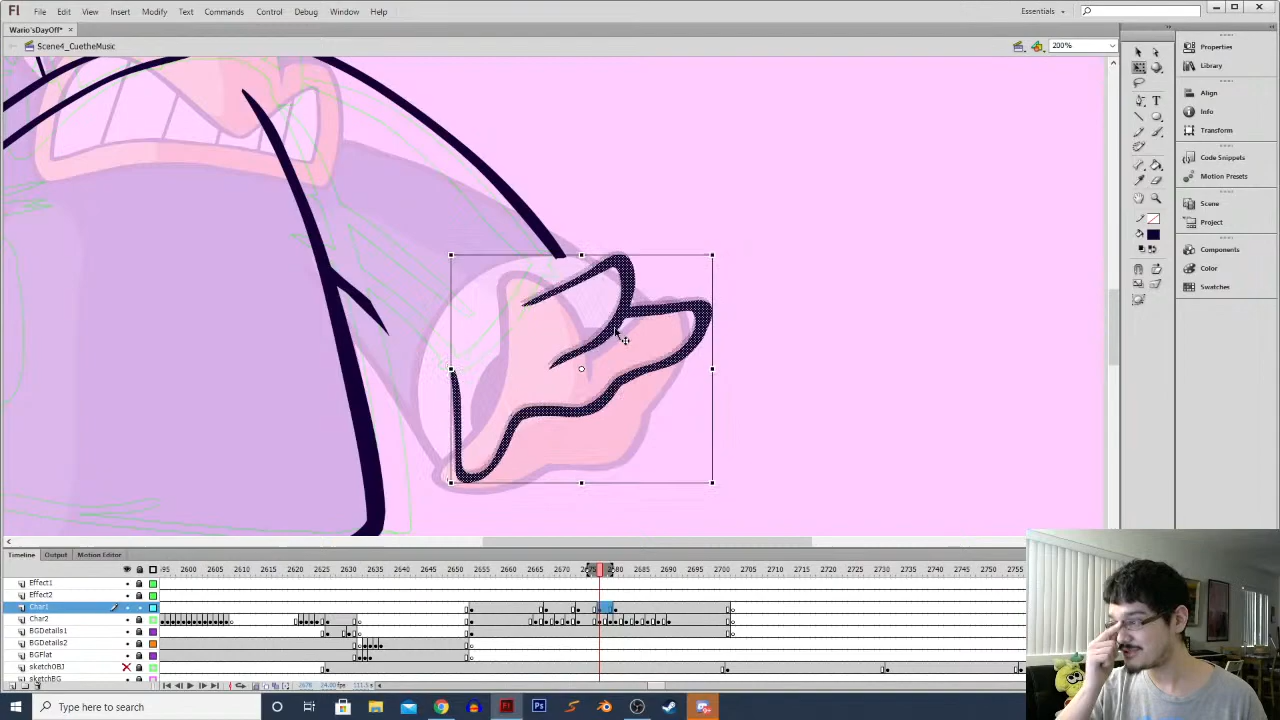 Fl File Edit View Insert Modify Text Commands Control Debug Window Help Essentials
Wario'sDayOff* ×
Scene4_CuetheMusic 200%
Properties
Library
Align
Info
Transform
Code Snippets
Motion Presets
Scene
Project
Components
Color
Swatches
Timeline Output Motion Editor
2600 2605 2610 2615 2620 2625 2630 2635 2640 2645 2650 2655 2660 2665 2670 2685 2690 2695 2700 2705 2710 2715 2720 2725 2730 2735 2740 2745 2750 2755
Effect1
Effect2
Char1
Char2
BGDetails1
BGDetails2
BGFlat
sketchOBJ
sketchBG
Type here to search